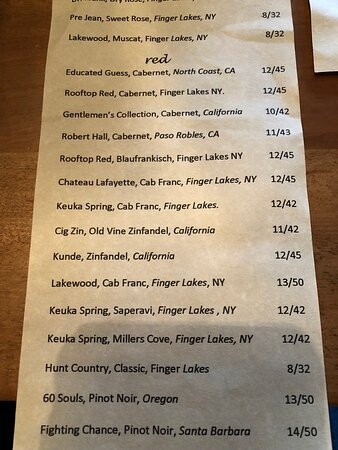 Dry Rose, Finger Lakes, NY
Pre Jean, Sweet Rose, Finger Lakes, NY 8/32
Lakewood, Muscat, Finger Lakes, NY 8/32
red
Educated Guess, Cabernet, North Coast, CA 12/45
Rooftop Red, Cabernet, Finger Lakes NY. 12/45
Gentlemen's Collection, Cabernet, California 10/42
Robert Hall, Cabernet, Paso Robles, CA 11/43
Rooftop Red, Blaufrankisch, Finger Lakes NY 12/45
Chateau Lafayette, Cab Franc, Finger Lakes, NY 12/45
Keuka Spring, Cab Franc, Finger Lakes. 12/42
Cig Zin, Old Vine Zinfandel, California 11/42
Kunde, Zinfandel, California 12/45
Lakewood, Cab Franc, Finger Lakes, NY 13/50
Keuka Spring, Saperavi, Finger Lakes , NY 12/42
Keuka Spring, Millers Cove, Finger Lakes, NY 12/42
Hunt Country, Classic, Finger Lakes 8/32
60 Souls, Pinot Noir, Oregon 13/50
Fighting Chance, Pinot Noir, Santa Barbara 14/50